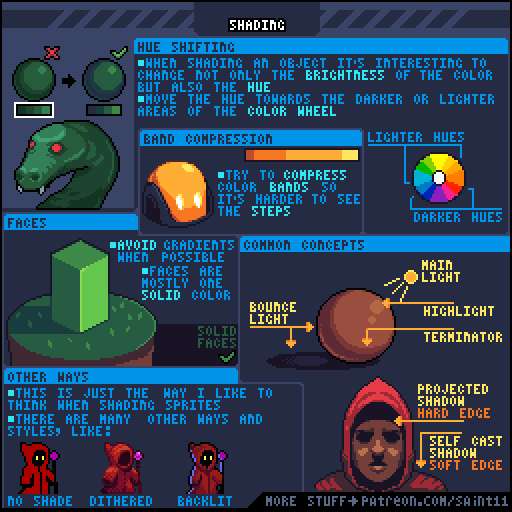 SHADING
HUE SHIFTING
WHEN SHADING AN OBJECT IT'S INTERESTING TO
CHANGE NOT ONLY THE BRIGHTNESS OF THE COLOR
BUT ALSO THE HUE
MOVE THE HUE TOWARDS THE DARKER OR LIGHTER
AREAS OF THE COLOR WHEEL
BAND COMPRESSION
TRY TO COMPRESS
COLOR BANDS SO
IT'S HARDER TO SEE
THE STEPS
LIGHTER HUES
DARKER HUES
FACES
AVOID GRADIENTS
WHEN POSSIBLE
FACES ARE
MOSTLY ONE
SOLID COLOR
SOLID
FACES
COMMON CONCEPTS
MAIN
LIGHT
BOUNCE
LIGHT
HIGHLIGHT
TERMINATOR
PROJECTED
SHADOW
HARD EDGE
SELF CAST
SHADOW
SOFT EDGE
OTHER WAYS
THIS IS JUST THE WAY I LIKE TO
THINK WHEN SHADING SPRITES
THERE ARE MANY OTHER WAYS AND
STYLES, LIKE:
NO SHADE
DITHERED
BACKLIT
MORE STUFF→PATREON.COM/SAINT11